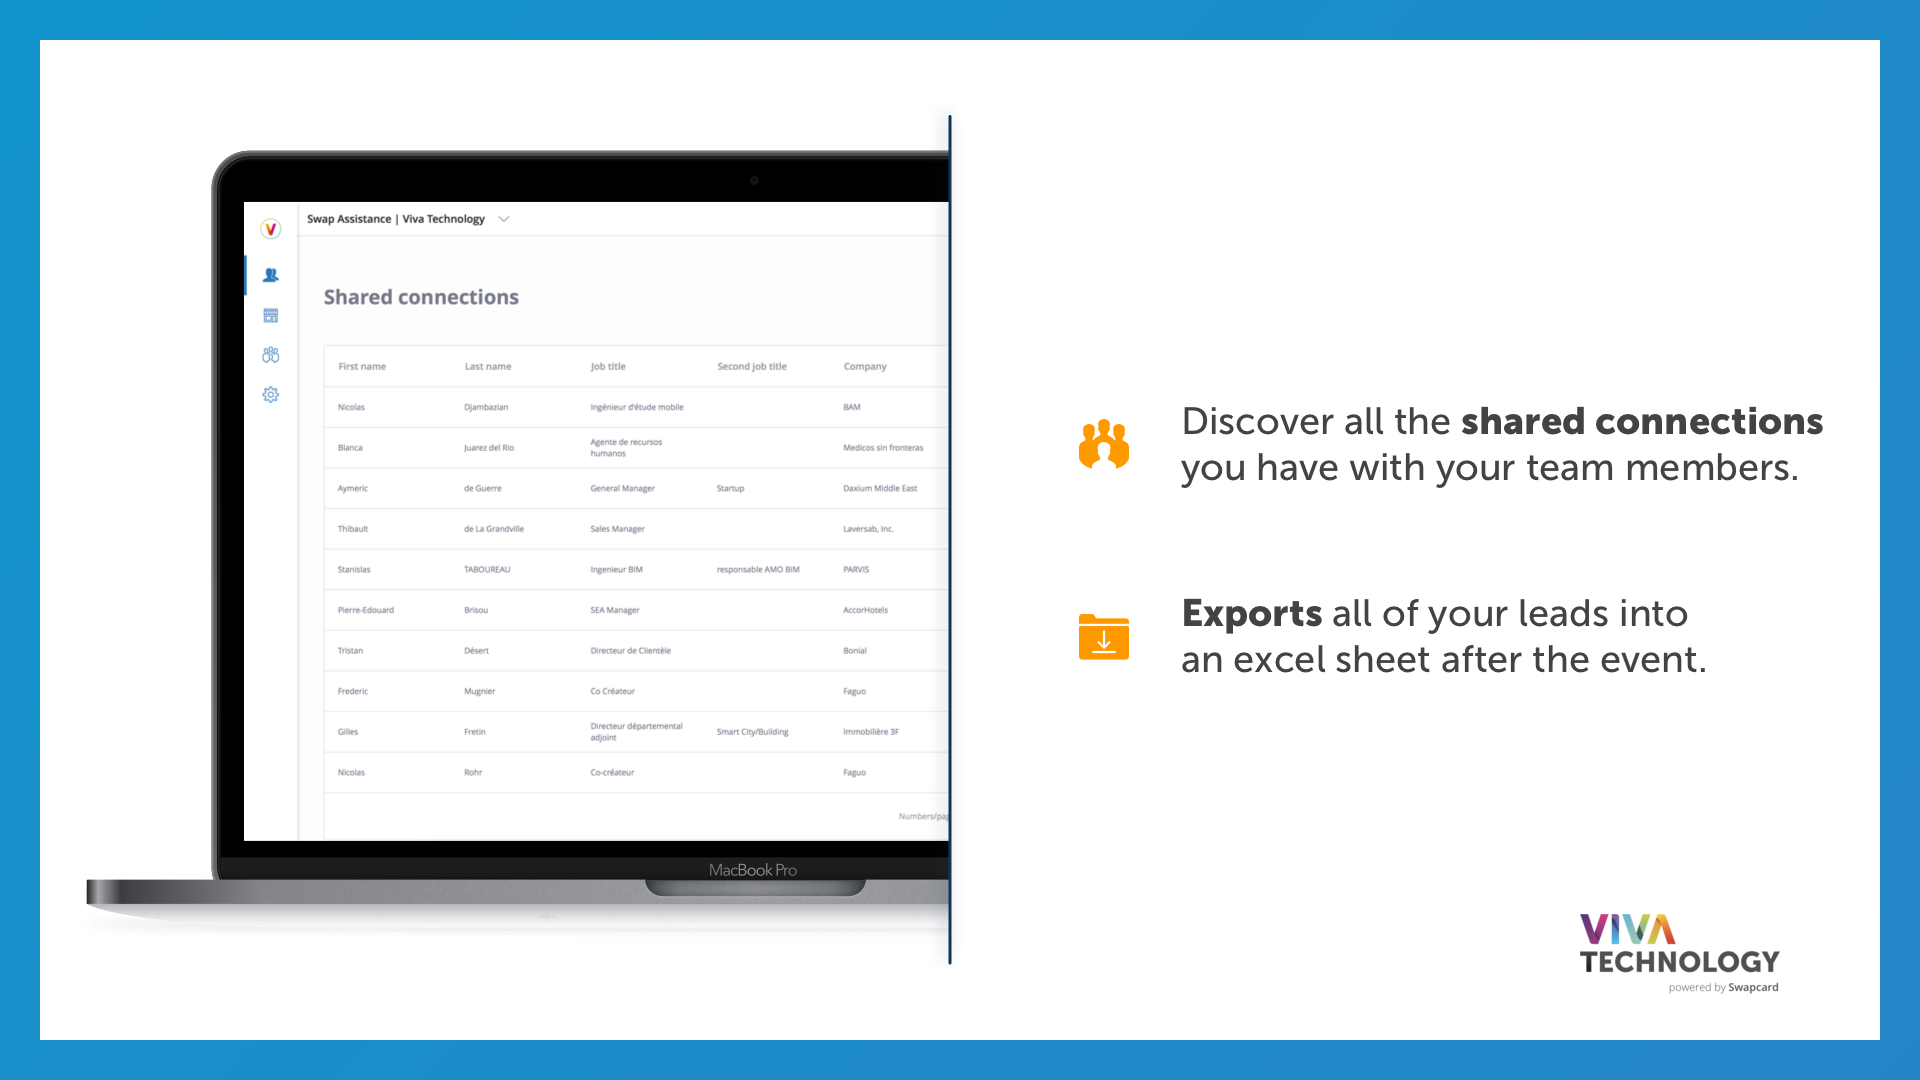 Swap Assistance | Viva Technology
Shared connections
First name Last name Job title Second job title Company
Nicolas Djambazian Ingénieur d'étude mobile BAM
Blanca Juarez del Rio Agente de recursos humanos Medicos sin fronteras
Aymeric de Guerre General Manager Startup Daxium Middle East
Thibault de La Grandville Sales Manager Laversab, Inc.
Stanislas TABOUREAU Ingenieur BIM responsable AMO BIM PARVIS
Pierre-Edouard Brisou SEA Manager AccorHotels
Tristan Désert Directeur de Clientèle Bonial
Frederic Mugnier Co Créateur Faguo
Gilles Fretin Directeur départemental adjoint Smart City/Building Immobilière 3F
Nicolas Rohr Co-créateur Faguo
Numbers/pag
MacBook Pro
Discover all the shared connections
you have with your team members.
Exports all of your leads into
an excel sheet after the event.
VIVA
TECHNOLOGY
powered by Swapcard